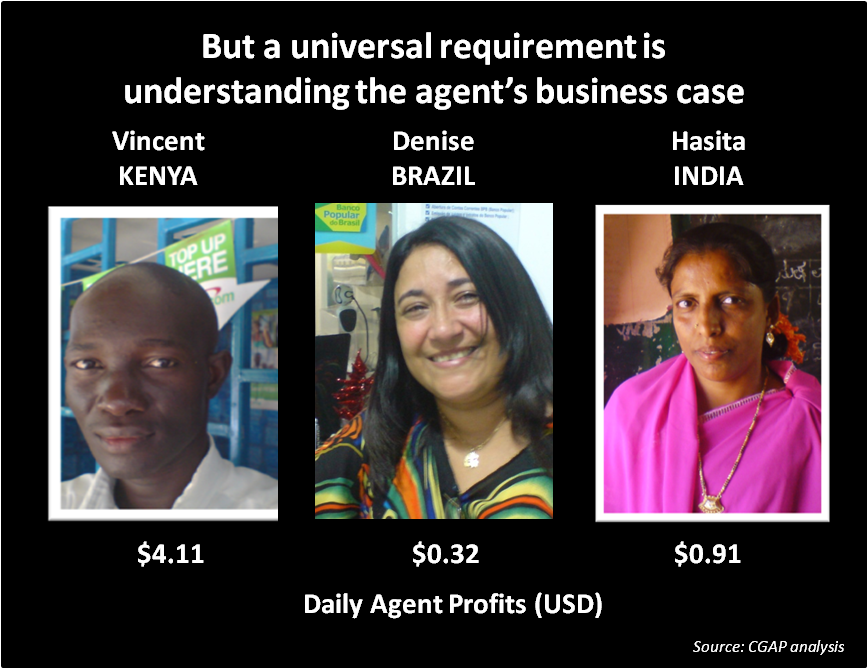 But a universal requirement is
understanding the agent's business case
Vincent
KENYA
Denise
BRAZIL
Hasita
INDIA
TOP UP
HERE
com
Banco
Popular
do Brasil
$4.11
$0.32
$0.91
Daily Agent Profits (USD)
Source: CGAP analysis